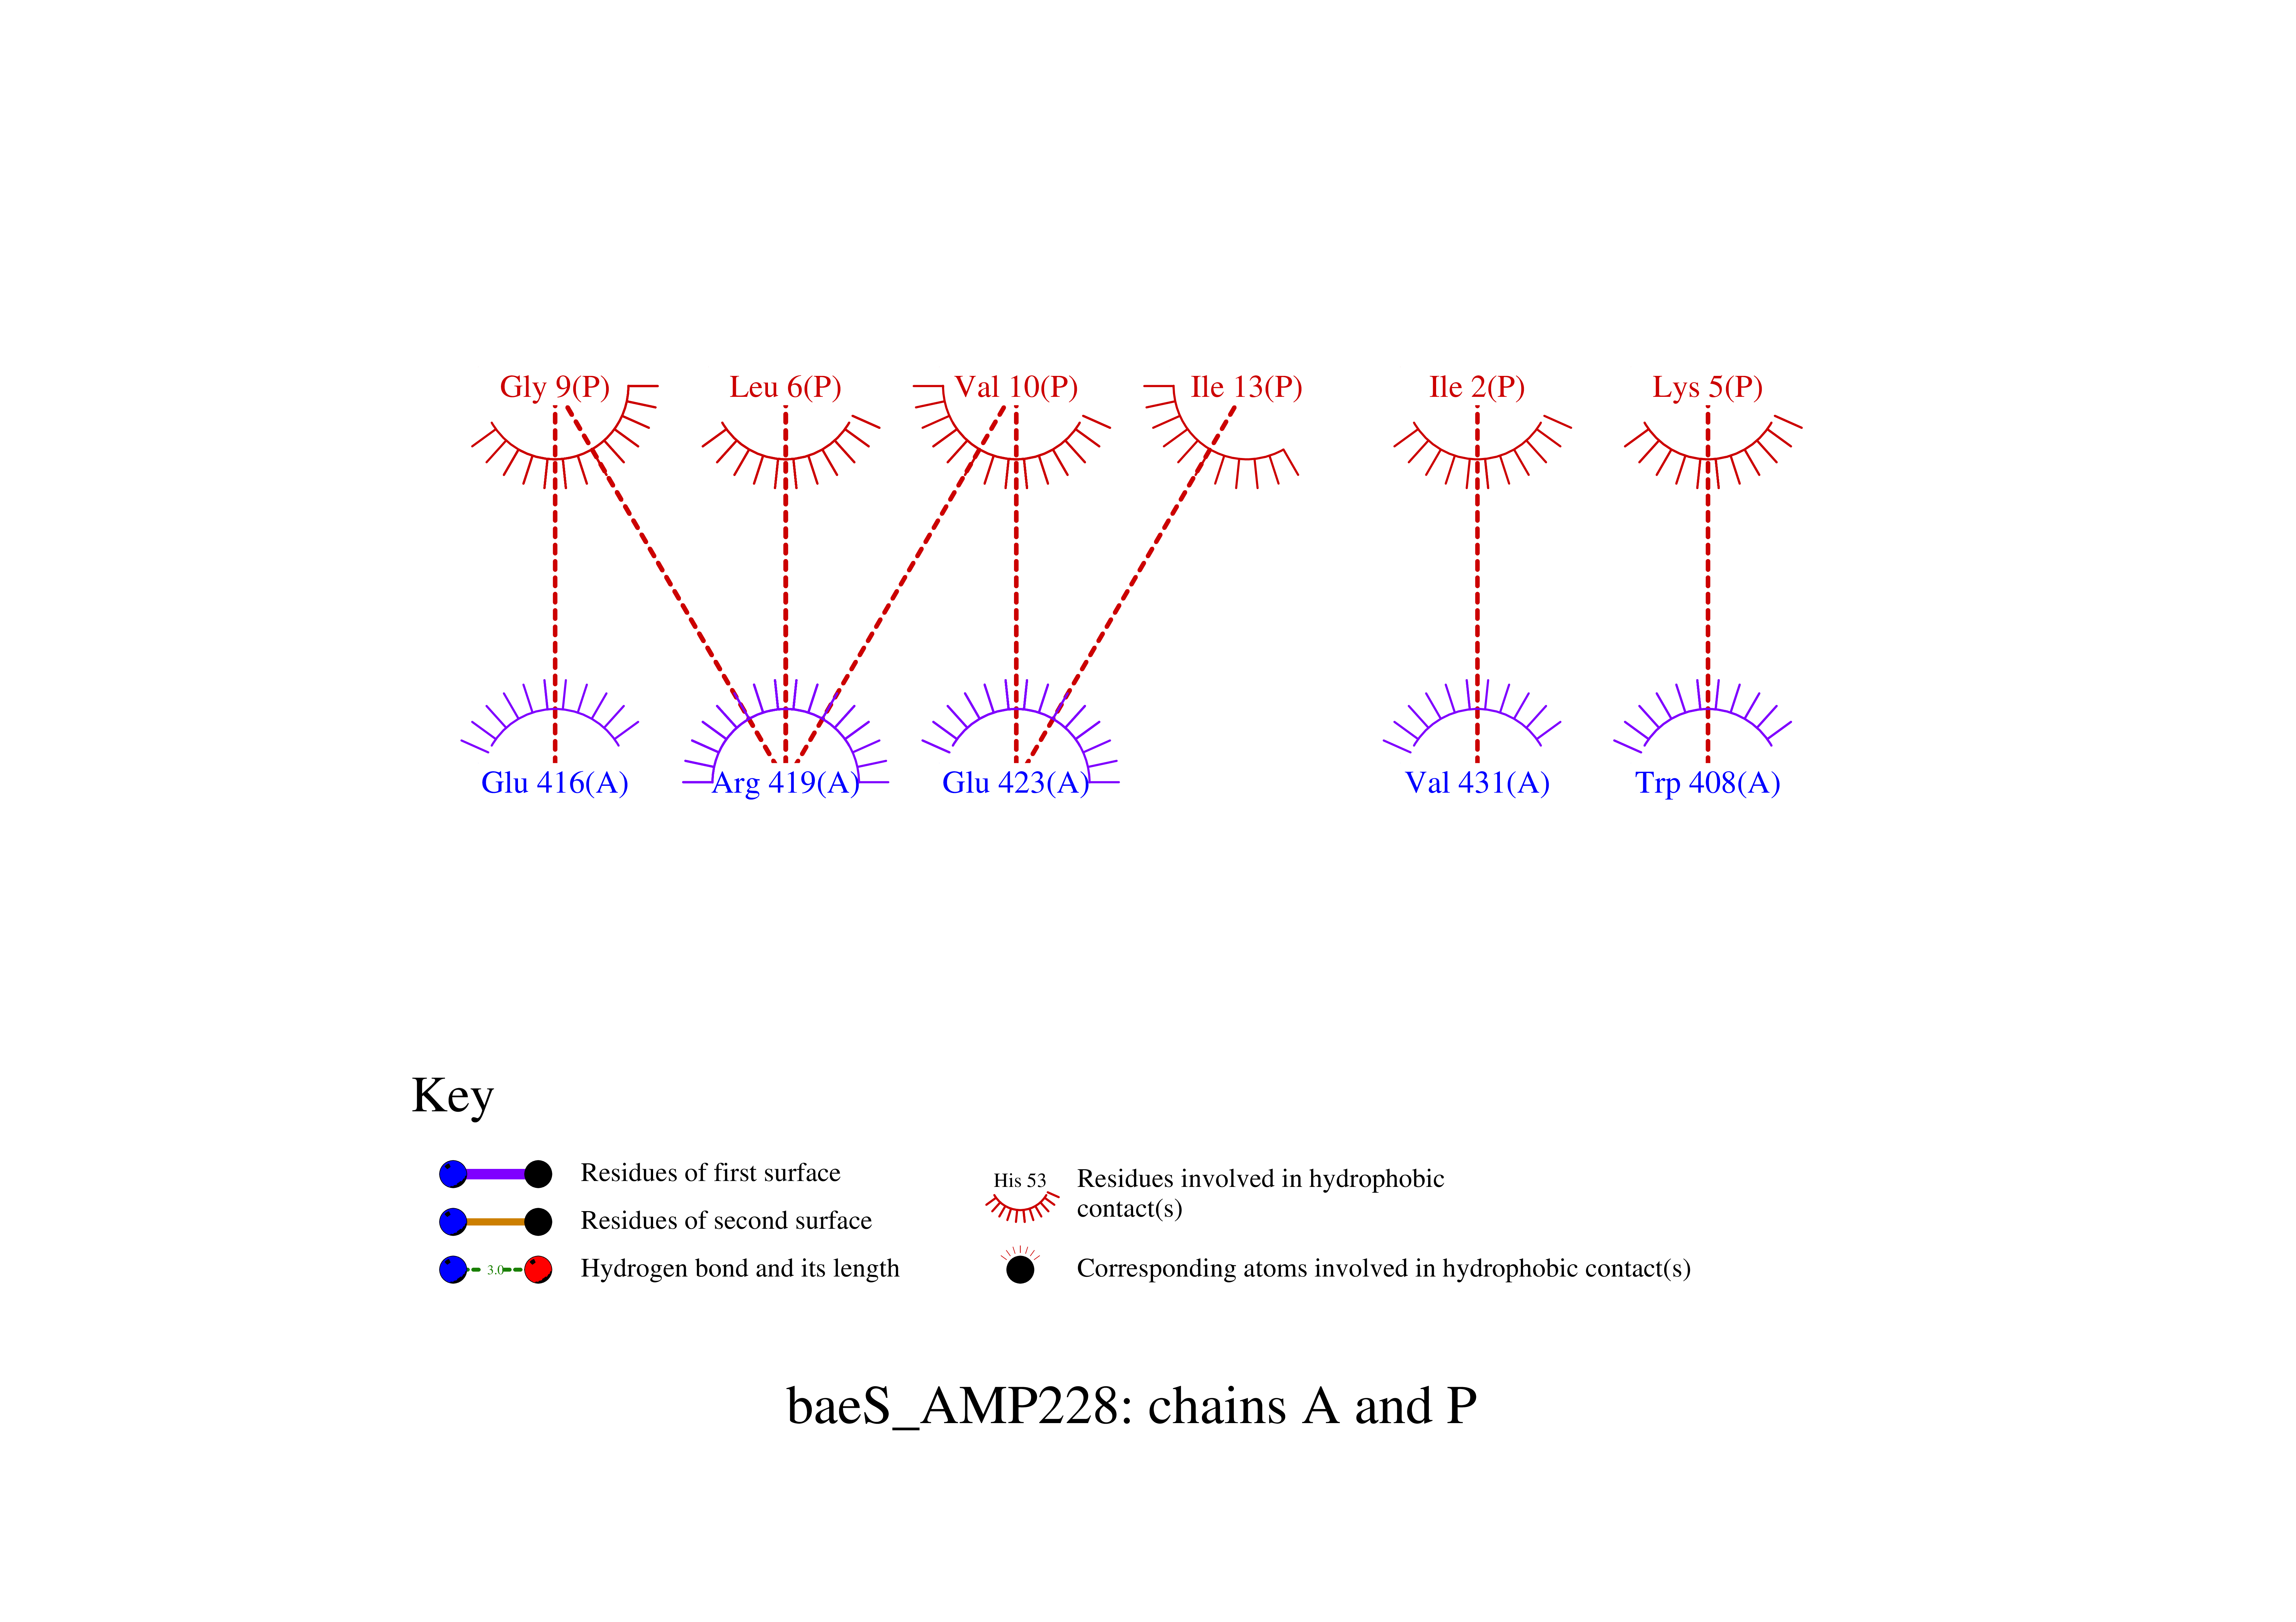 Gly 9(P) Leu 6(P) Val 10(P) Ile 13(P) Ile 2(P) Lys 5(P)
Glu 416(A) Arg 419(A) Glu 423(A) Val 431(A) Trp 408(A)
Key
Residues of first surface
Residues of second surface
3.0 Hydrogen bond and its length
His 53 Residues involved in hydrophobic
contact(s)
Corresponding atoms involved in hydrophobic contact(s)
baeS_AMP228: chains A and P